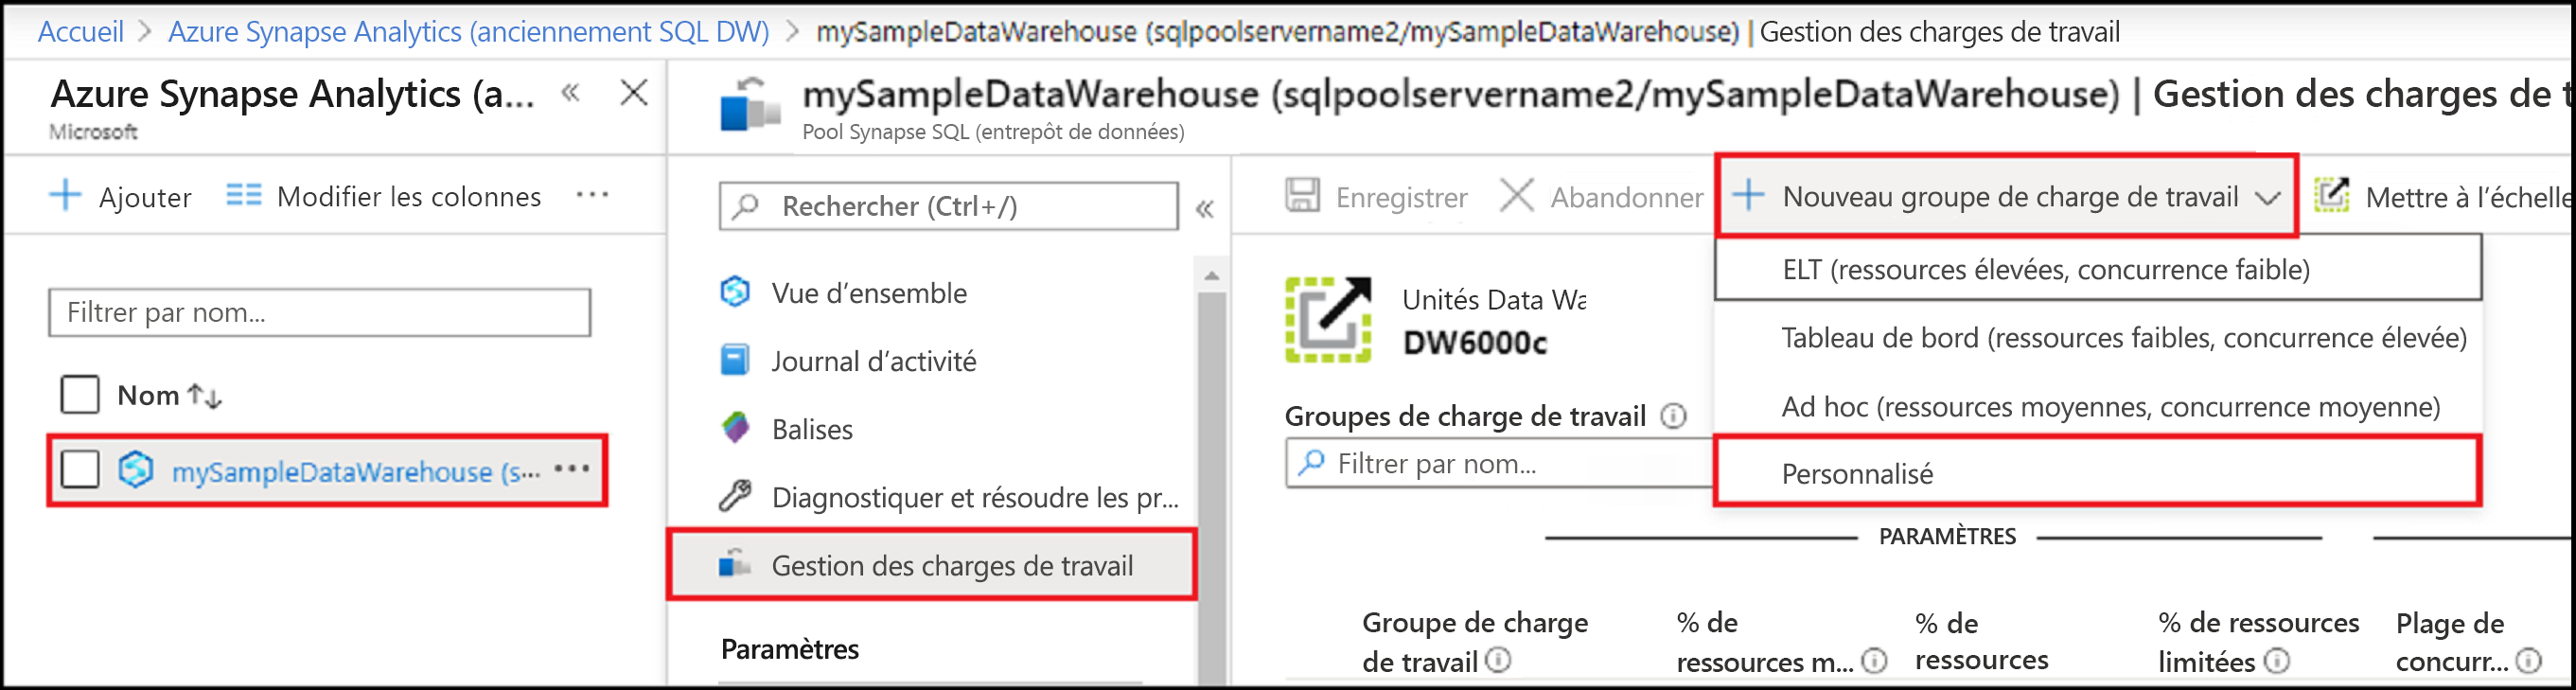 Accueil > Azure Synapse Analytics (anciennement SQL DW) > mySampleDataWarehouse (sqlpoolservername2/mySampleDataWarehouse) | Gestion des charges de travail
Azure Synapse Analytics (a...
Microsoft
Ajouter
Modifier les colonnes
Filtrer par nom...
Nom
mySampleDataWarehouse (s...
mySampleDataWarehouse (sqlpoolservername2/mySampleDataWarehouse) | Gestion des charges de t
Pool Synapse SQL (entrepôt de données)
Rechercher (Ctrl+/)
Vue d’ensemble
Journal d’activité
Balises
Diagnostiquer et résoudre les pr...
Gestion des charges de travail
Paramètres
Enregistrer
Abandonner
Nouveau groupe de charge de travail
Mettre à l’échelle
ELT (ressources élevées, concurrence faible)
Tableau de bord (ressources faibles, concurrence élevée)
Ad hoc (ressources moyennes, concurrence moyenne)
Personnalisé
Unités Data Wa
DW6000c
Groupes de charge de travail
Filtrer par nom...
PARAMÈTRES
Groupe de charge
de travail
% de
ressources m...
% de
ressources
% de ressources
limitées
Plage de
concurr...